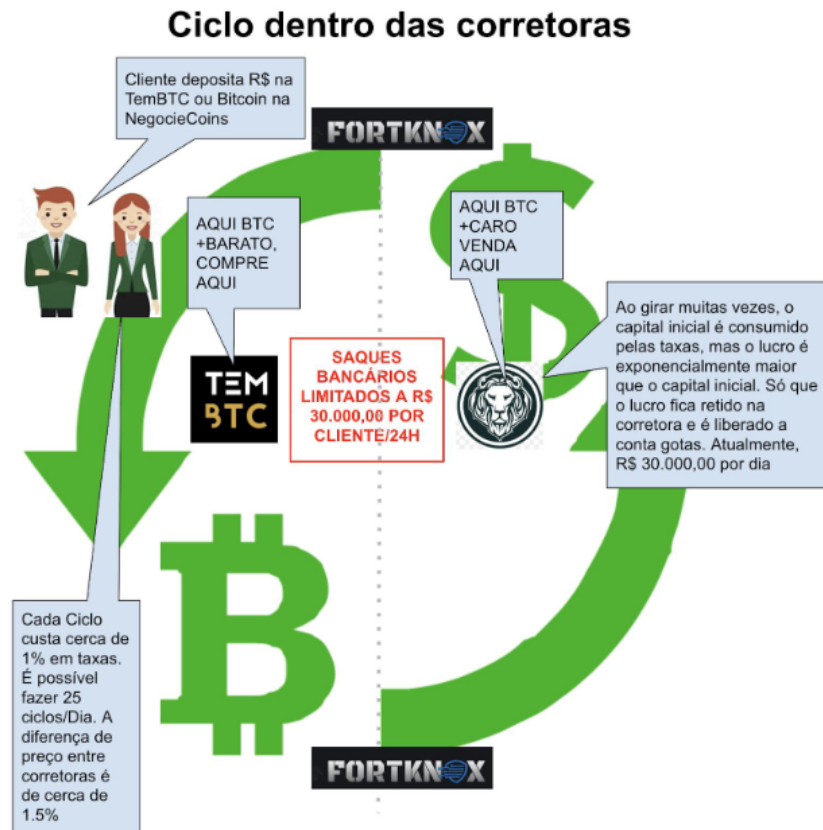 Ciclo dentro das corretoras
Cliente deposita R$ na
TemBTC ou Bitcoin na
NegocieCoins
FORTKNOX
AQUI BTC
+BARATO,
COMPRE
AQUI
AQUI BTC
+CARO
VENDA
AQUI
Ao girar muitas vezes, o
capital inicial é consumido
pelas taxas, mas o lucro é
exponencialmente maior
que o capital inicial. Só que
o lucro fica retido na
corretora e é liberado a
conta gotas. Atualmente,
R$ 30.000,00 por dia
TEM
BTC
SAQUES
BANCÁRIOS
LIMITADOS A R$
30.000,00 POR
CLIENTE/24H
Cada Ciclo
custa cerca de
1% em taxas.
É possível
fazer 25
ciclos/Dia. A
diferença de
preço entre
corretoras é
de cerca de
1.5%
FORTKNOX